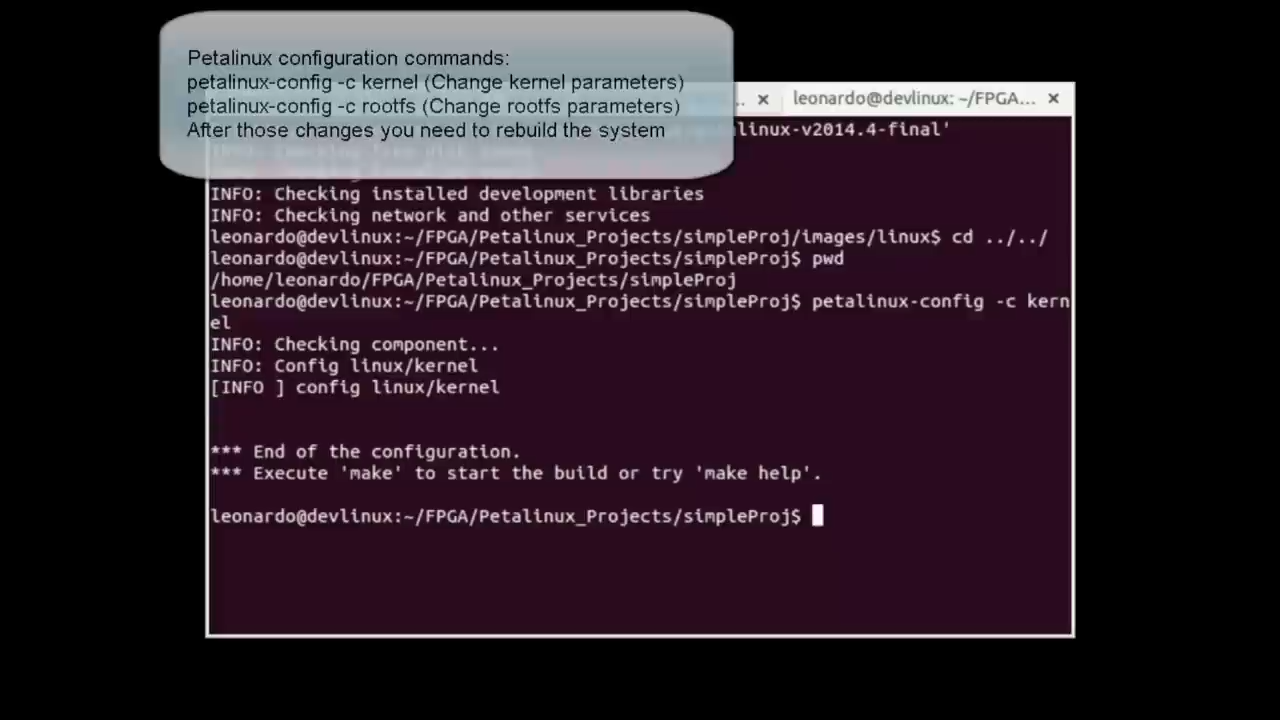 Petalinux configuration commands:
petalinux-config -c kernel (Change kernel parameters)
petalinux-config -c rootfs (Change rootfs parameters)
After those changes you need to rebuild the system
.. × leonardo@devlinux: ~/FPGA... ×
linux-v2014.4-final'
INFO: Checking installed development libraries
INFO: Checking network and other services
leonardo@devlinux:~/FPGA/Petalinux_Projects/simpleProj/images/linux$ cd ../../
leonardo@devlinux:~/FPGA/Petalinux_Projects/simpleProj$ pwd
/home/leonardo/FPGA/Petalinux_Projects/simpleProj
leonardo@devlinux:~/FPGA/Petalinux_Projects/simpleProj$ petalinux-config -c kern
el
INFO: Checking component...
INFO: Config linux/kernel
[INFO ] config linux/kernel
*** End of the configuration.
*** Execute 'make' to start the build or try 'make help'.
leonardo@devlinux:~/FPGA/Petalinux_Projects/simpleProj$